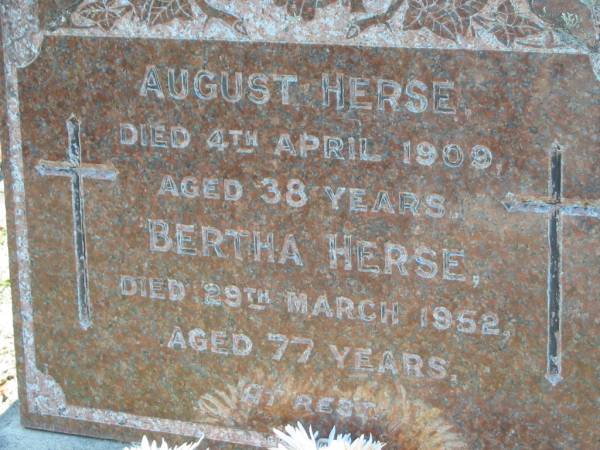 AUGUST HERSE,
DIED 4TH APRIL 1909,
AGED 38 YEARS.
BERTHA HERSE,
DIED 29TH MARCH 1952,
AGED 77 YEARS.
AT REST